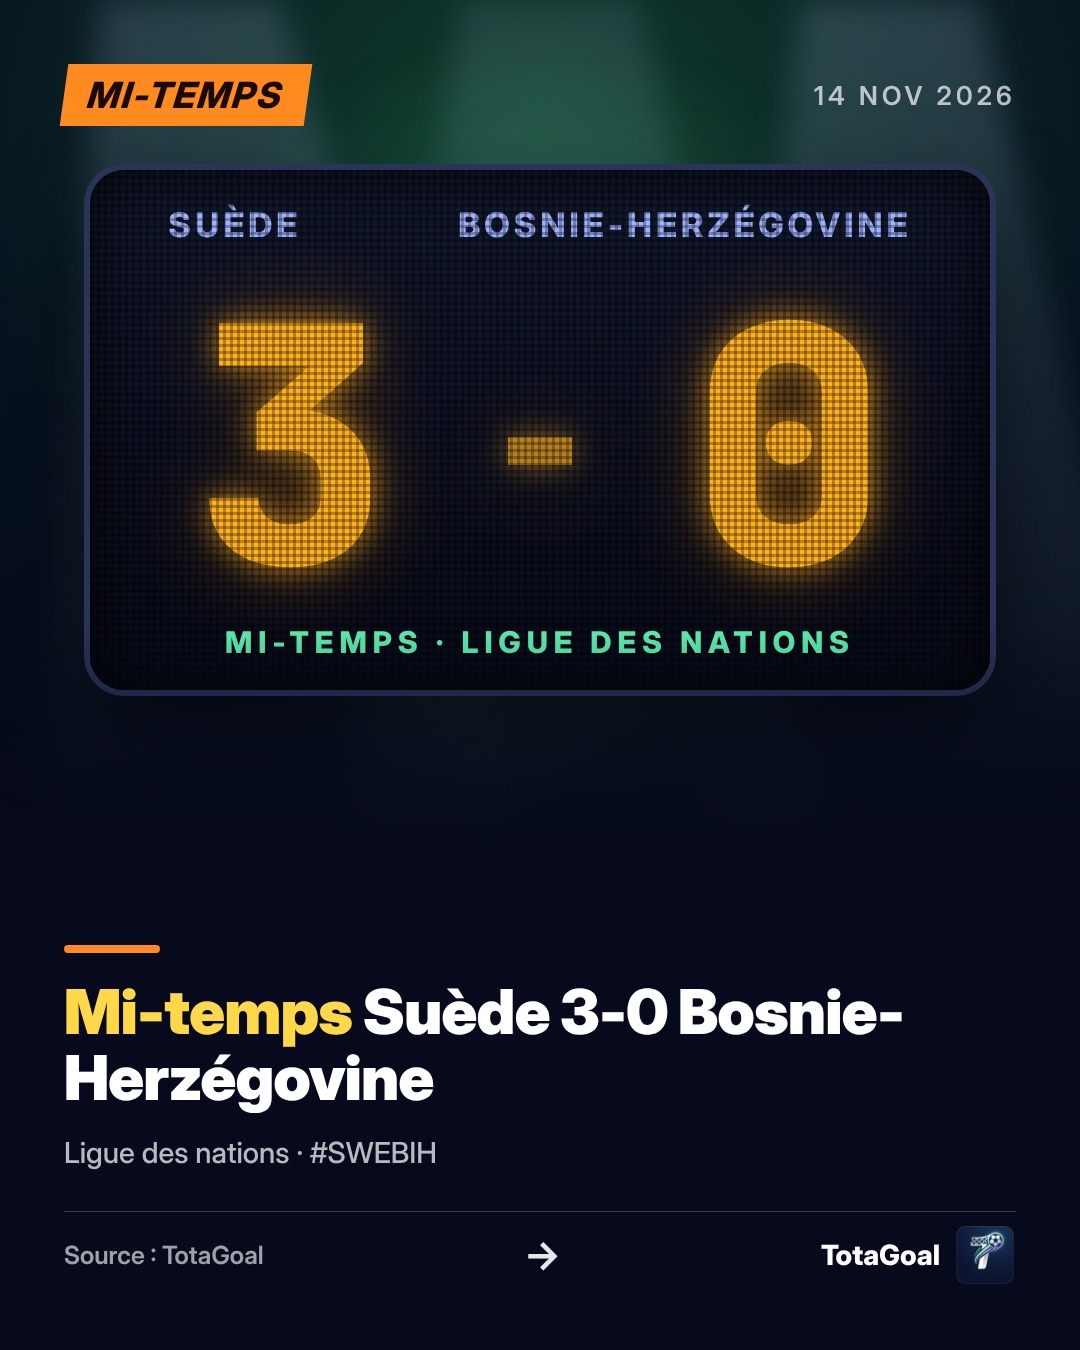 MI-TEMPS
14 NOV 2026
SUÈDE
BOSNIE-HERZÉGOVINE
3 - 0
MI-TEMPS · LIGUE DES NATIONS
Mi-temps Suède 3-0 Bosnie-
Herzégovine
Ligue des nations · #SWEBIH
Source : TotaGoal
→
TotaGoal